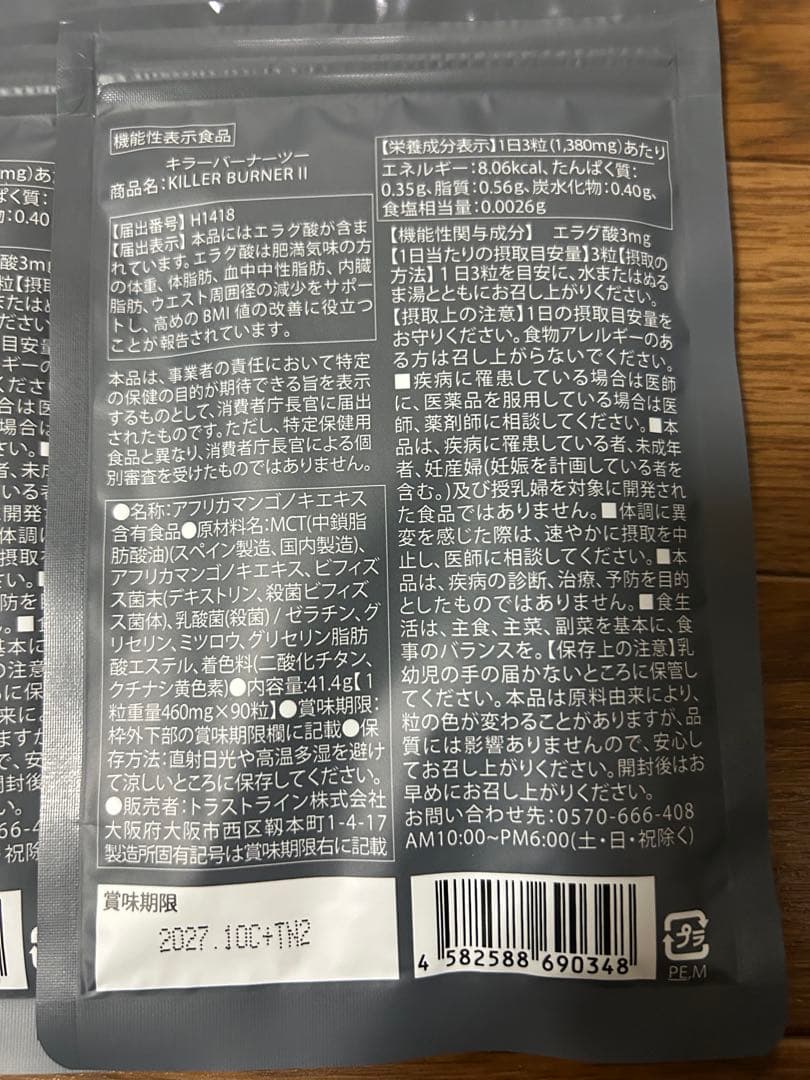 機能性表示食品
キラーバーナーツー
商品名:KILLER BURNER II
【届出番号】H1418
【届出表示】本品にはエラグ酸が含ま
れています。エラグ酸は肥満気味の方
の体重、体脂肪、血中中性脂肪、内臓
脂肪、ウエスト周囲径の減少をサポー
トし、高めのBMI値の改善に役立つ
ことが報告されています。
本品は、事業者の責任において特定
の保健の目的が期待できる旨を表示
するものとして、消費者庁長官に届出
されたものです。ただし、特定保健用
食品と異なり、消費者庁長官による個
別審査を受けたものではありません。
●名称:アフリカマンゴノキエキス
含有食品●原材料名:MCT(中鎖脂
肪酸油)(スペイン製造、国内製造)、
アフリカマンゴノキエキス、ビフィズ
ス菌末(デキストリン、殺菌ビフィズ
ス菌体)、乳酸菌(殺菌) / ゼラチン、グ
リセリン、ミツロウ、グリセリン脂肪
酸エステル、着色料(二酸化チタン、
クチナシ黄色素)●内容量:41.4g【1
粒重量460mg×90粒】●賞味期限:
枠外下部の賞味期限欄に記載●保
存方法:直射日光や高温多湿を避け
て涼しいところに保存してください。
●販売者:トラストライン株式会社
大阪府大阪市西区靱本町1-4-17
製造所固有記号は賞味期限右に記載
賞味期限
2027.10C+TN2
【栄養成分表示】1日3粒(1,380mg)あたり
エネルギー:8.06kcal、たんぱく質:
0.35g、脂質:0.56g、炭水化物:0.40g、
食塩相当量:0.0026g
【機能性関与成分】 エラグ酸3mg
【1日当たりの摂取目安量】3粒【摂取の
方法】1日3粒を目安に、水またはぬる
ま湯とともにお召し上がりください。
【摂取上の注意】1日の摂取目安量を
お守りください。食物アレルギーのあ
る方は召し上がらないでください。
■疾病に罹患している場合は医師
に、医薬品を服用している場合は医
師、薬剤師に相談してください。■本
品は、疾病に罹患している者、未成年
者、妊産婦(妊娠を計画している者を
含む。)及び授乳婦を対象に開発され
た食品ではありません。■体調に異
変を感じた際は、速やかに摂取を中
止し、医師に相談してください。■本
品は、疾病の診断、治療、予防を目的
としたものではありません。■食生
活は、主食、主菜、副菜を基本に、食
事のバランスを。【保存上の注意】乳
幼児の手の届かないところに保管し
てください。本品は原料由来により、
粒の色が変わることがありますが、品
質には影響ありませんので、安心し
てお召し上がりください。開封後はお
早めにお召し上がりください。
お問い合わせ先:0570-666-408
AM10:00~PM6:00(土・日・祝除く)
4 582588 690348
プラ
PE,M